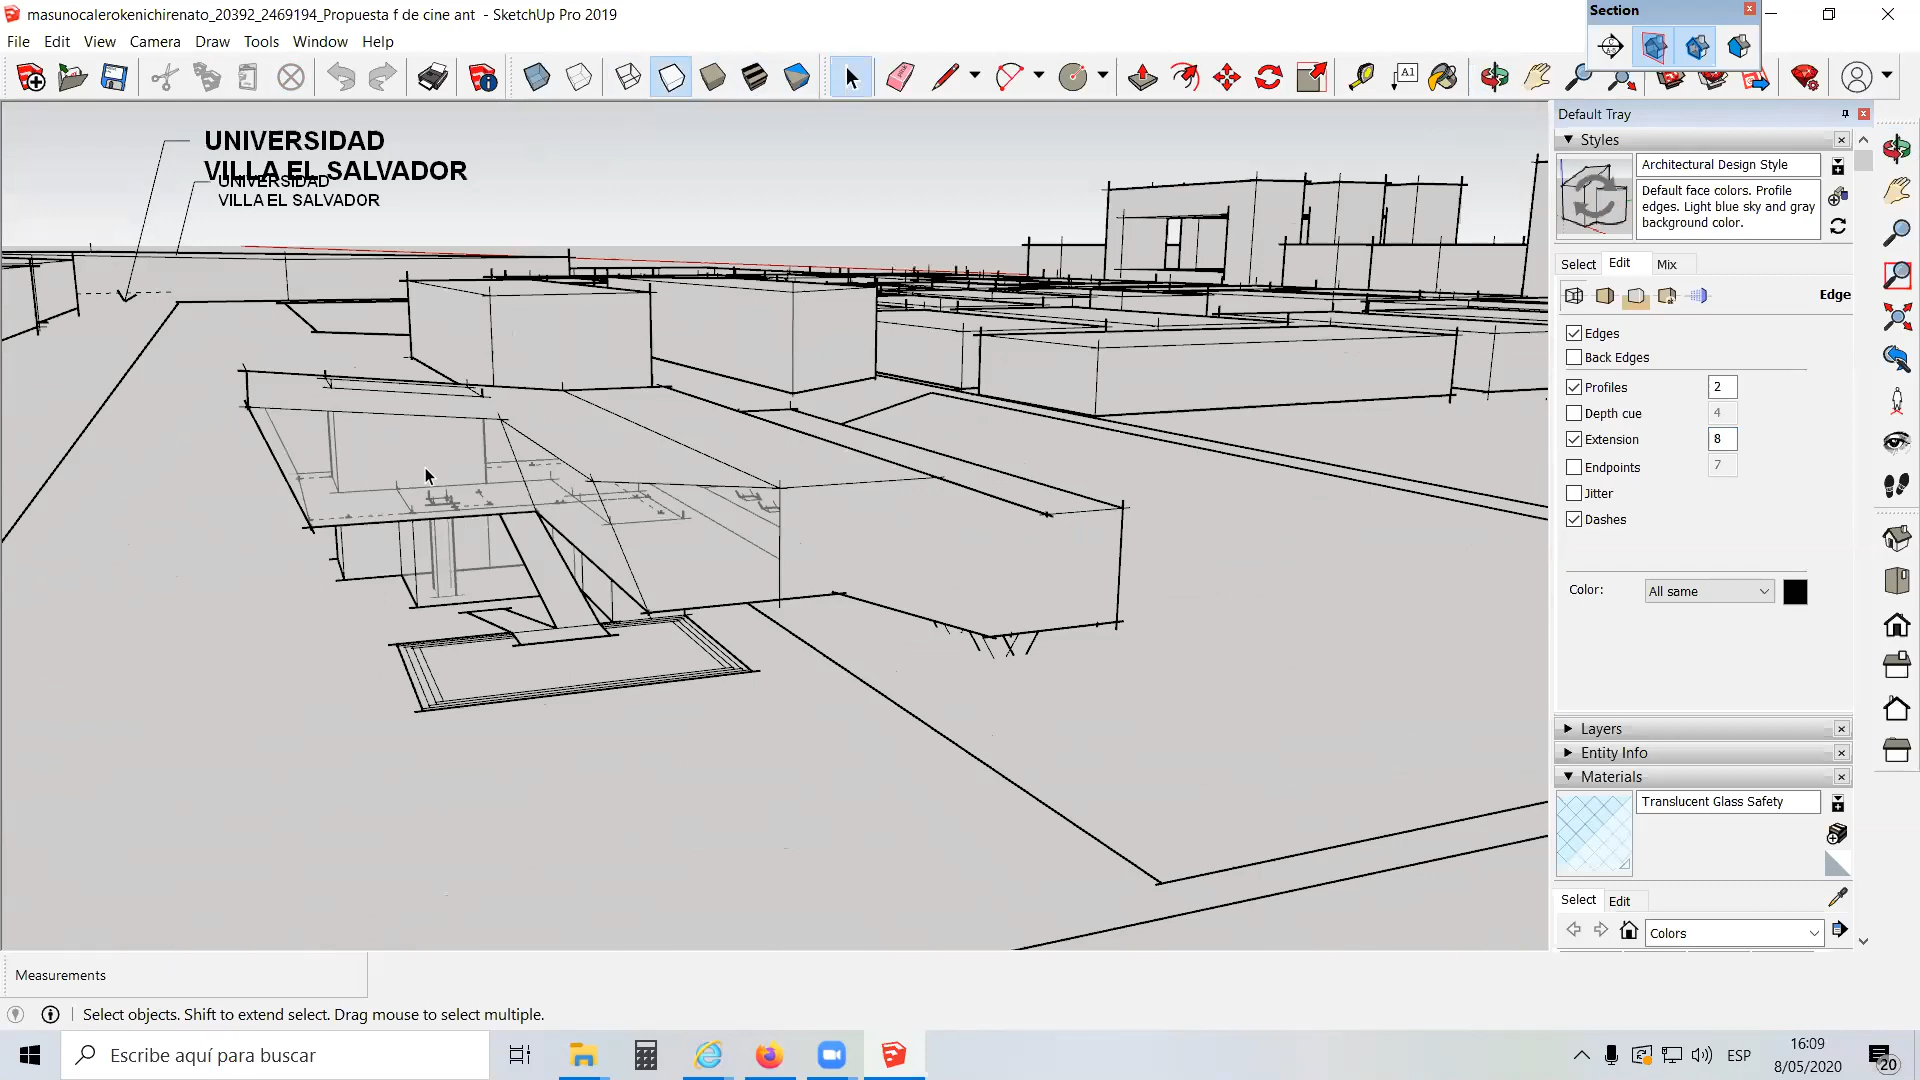 masunocalerokenichirenato_20392_2469194_Propuesta f de cine ant - SketchUp Pro 2019
Section
File Edit View Camera Draw Tools Window Help
A1
UNIVERSIDAD
VILLA EL SALVADOR
UNIVERSIDAD
VILLA EL SALVADOR
Default Tray
Styles
Architectural Design Style
Default face colors. Profile
edges. Light blue sky and gray
background color.
Select Edit Mix
Edge
Edges
Back Edges
Profiles 2
Depth cue 4
Extension 8
Endpoints 7
Jitter
Dashes
Color: All same
Layers
Entity Info
Materials
Translucent Glass Safety
Select Edit
Colors
Measurements
Select objects. Shift to extend select. Drag mouse to select multiple.
Escribe aquí para buscar
ESP
16:09
8/05/2020
20